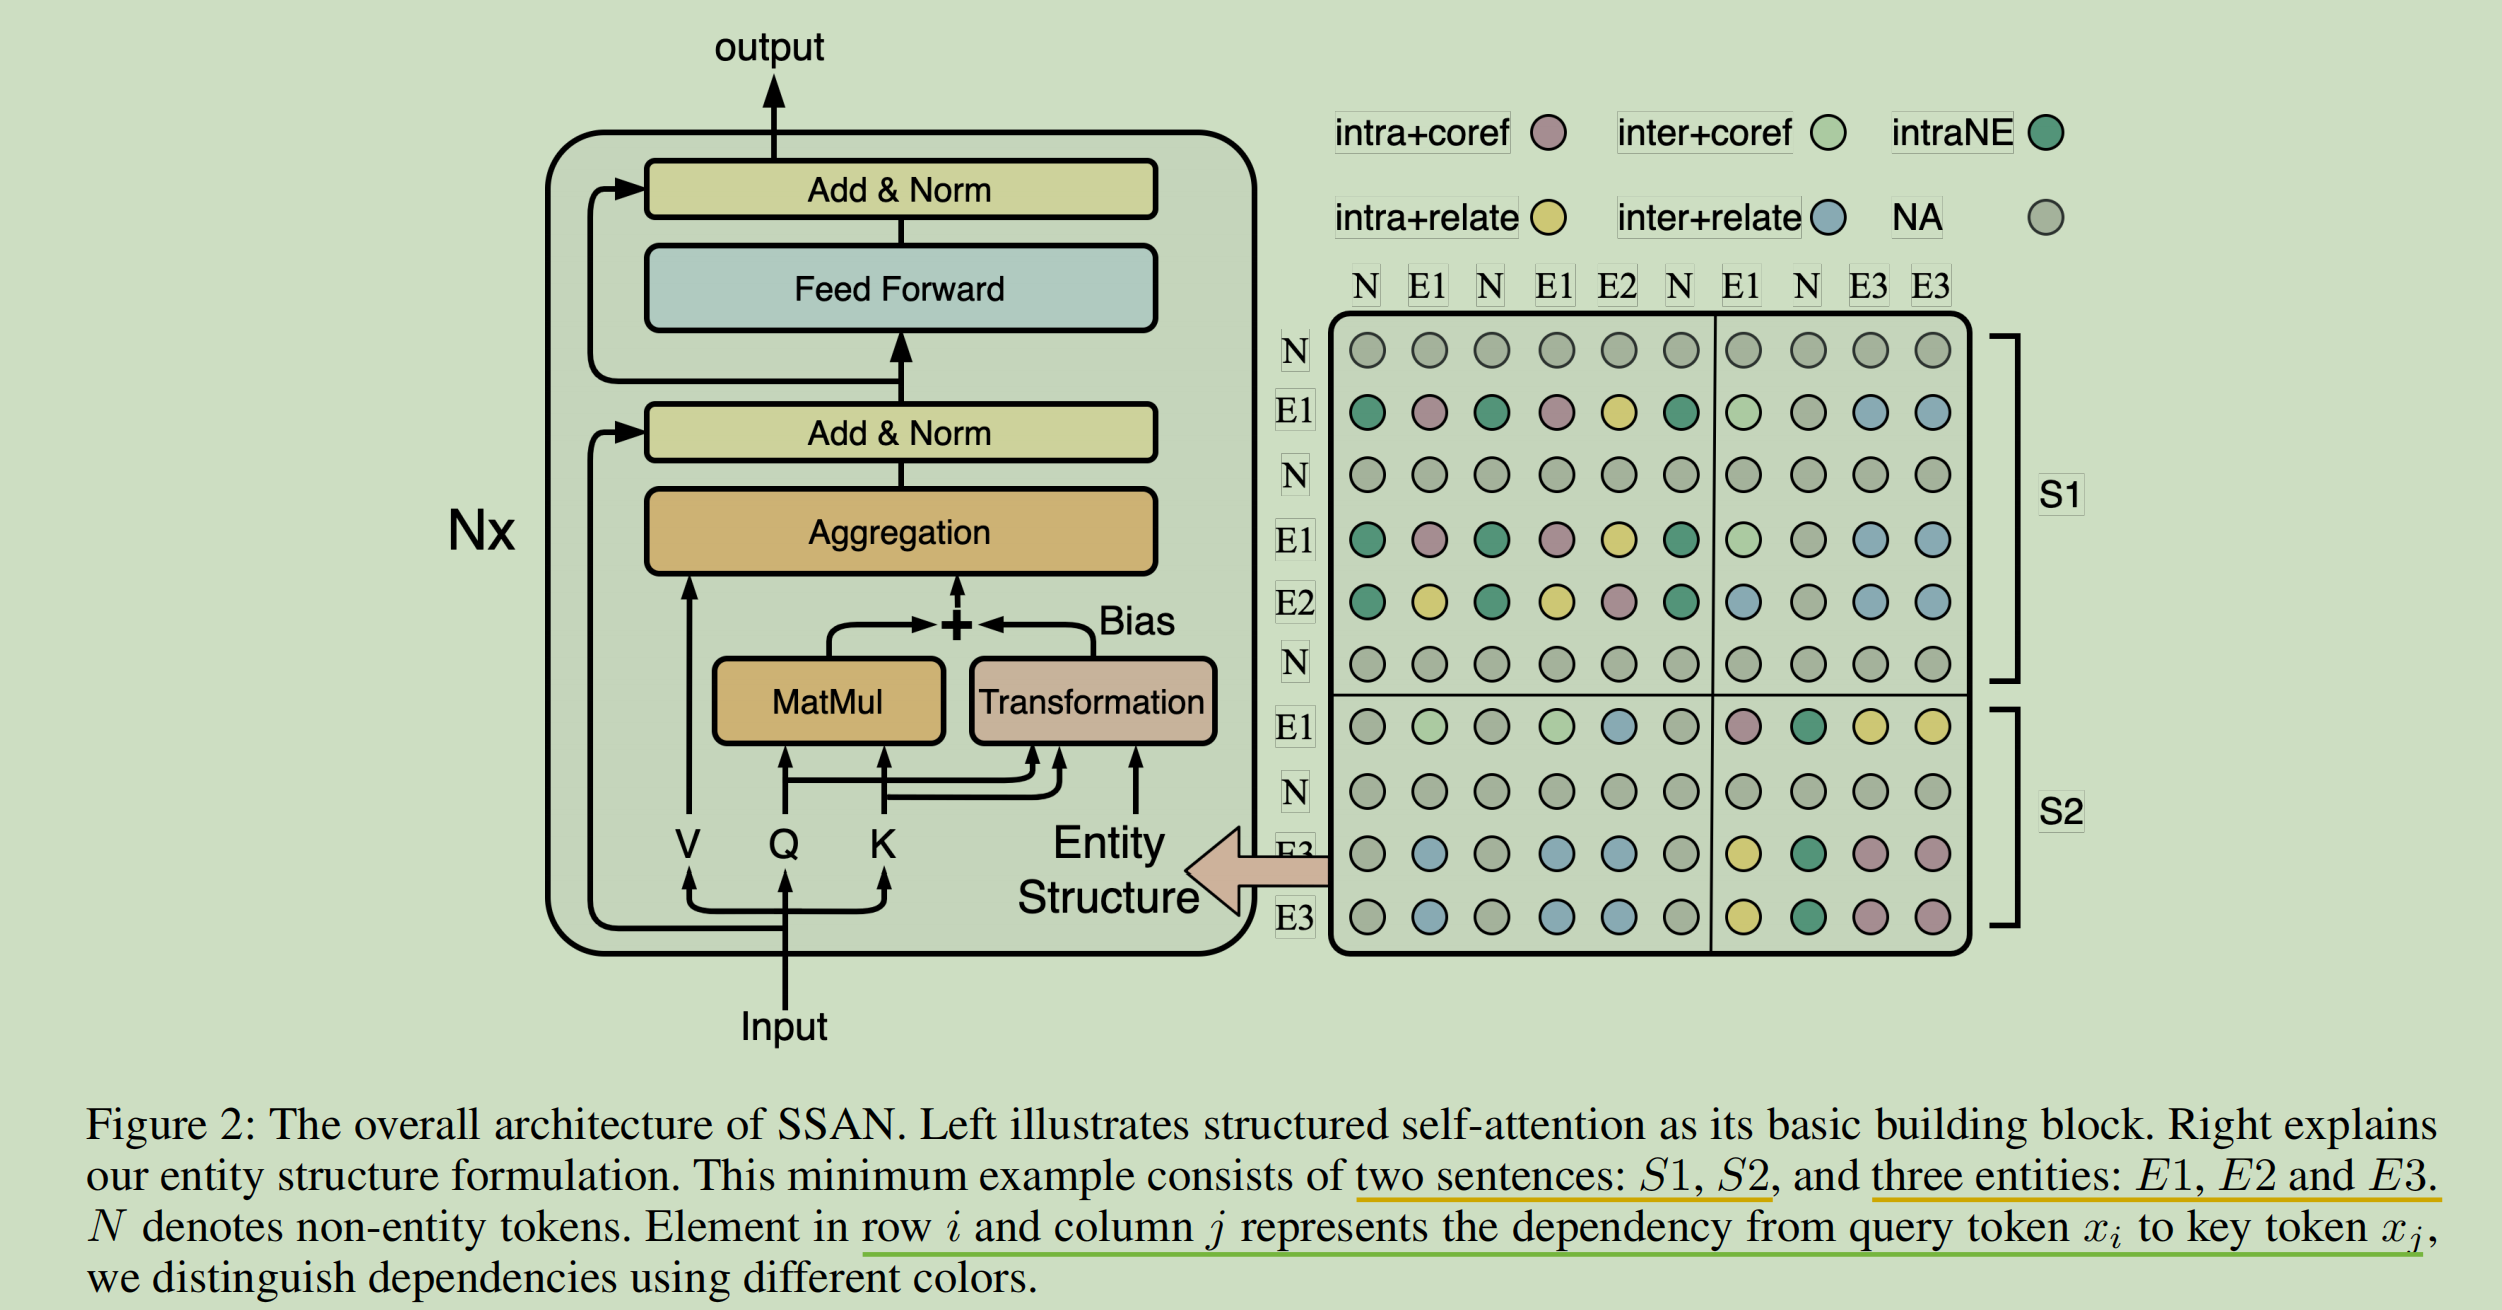 output
Add & Norm
Feed Forward
Add & Norm
Aggregation
Nx
Bias
MatMul
Transformation
V Q K
Entity
Structure
Input
intra+coref inter+coref intraNE
intra+relate inter+relate NA
N E1 N E1 E2 N E1 N E3 E3
N
E1
N
E1
E2
N
E1
N
E3
E3
S1
S2
Figure 2: The overall architecture of SSAN. Left illustrates structured self-attention as its basic building block. Right explains
our entity structure formulation. This minimum example consists of two sentences: S1, S2, and three entities: E1, E2 and E3.
N denotes non-entity tokens. Element in row i and column j represents the dependency from query token xᵢ to key token xⱼ,
we distinguish dependencies using different colors.